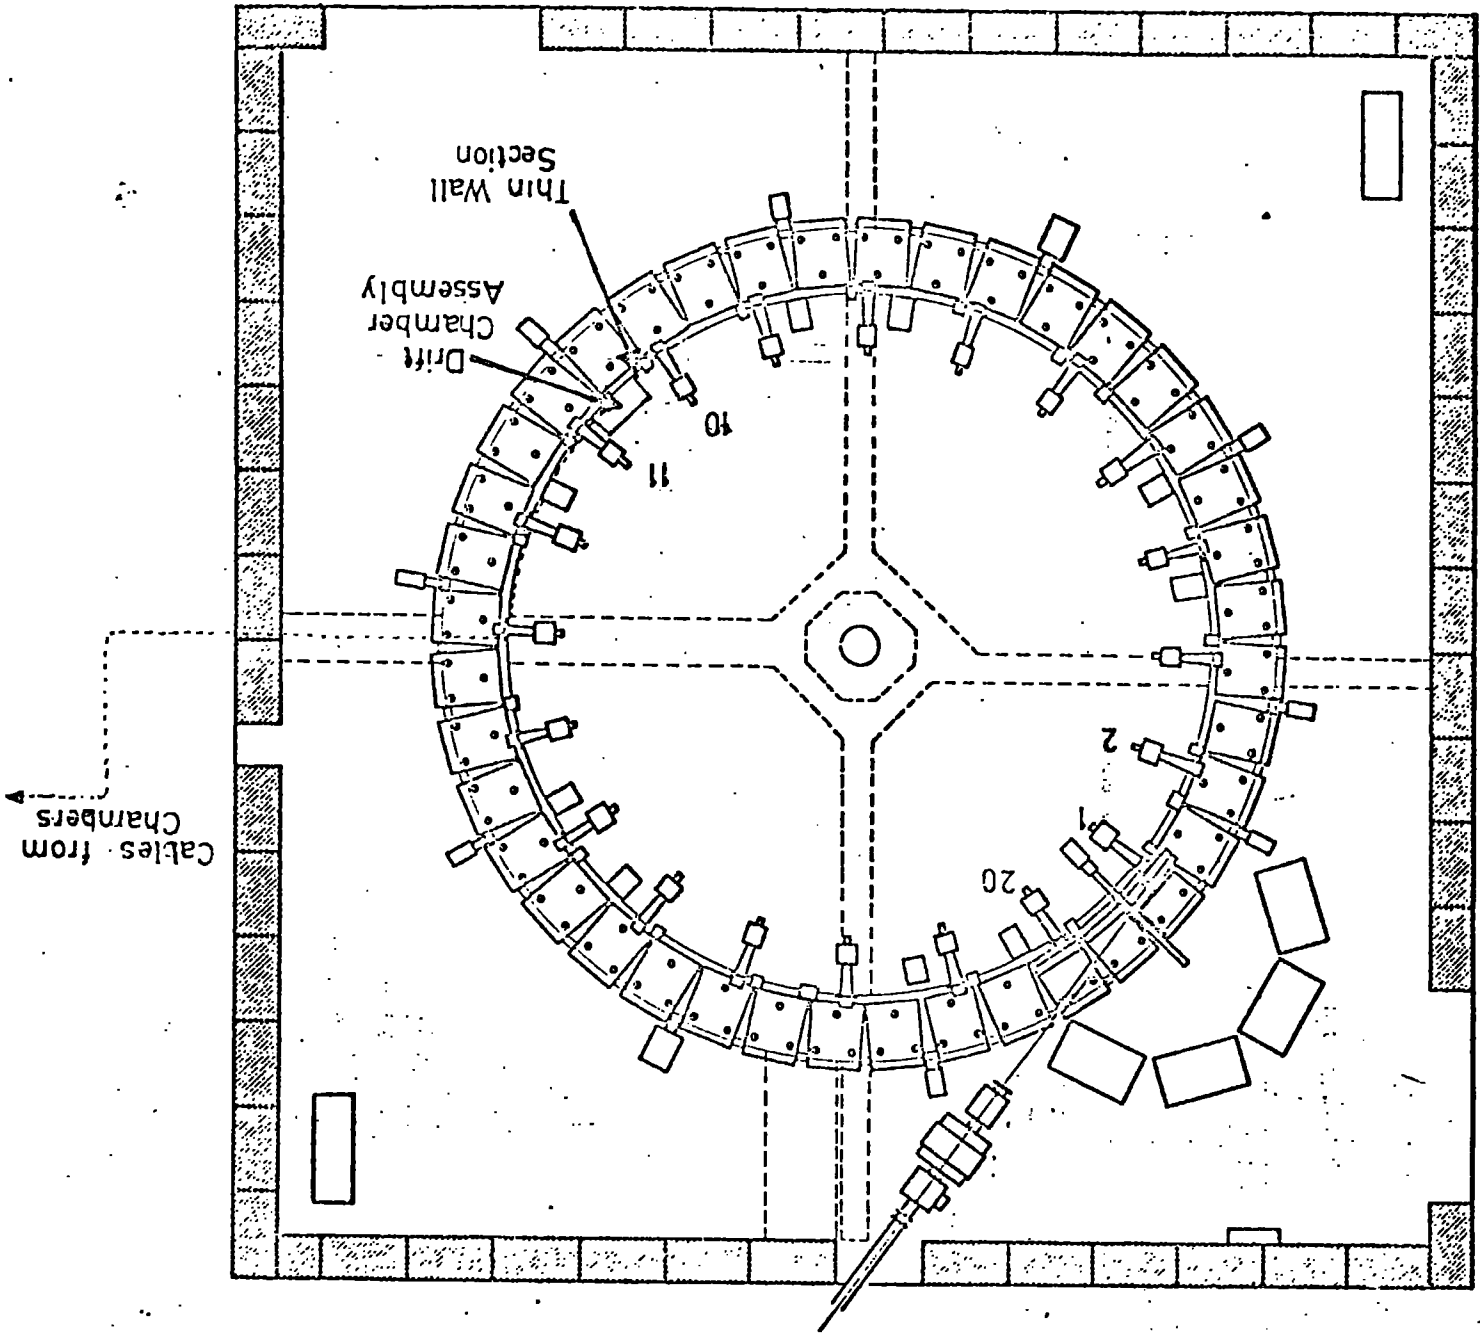 Cables from
Chambers
20
1
2
11
10
Drift
Chamber
Assembly
Thin Wall
Section